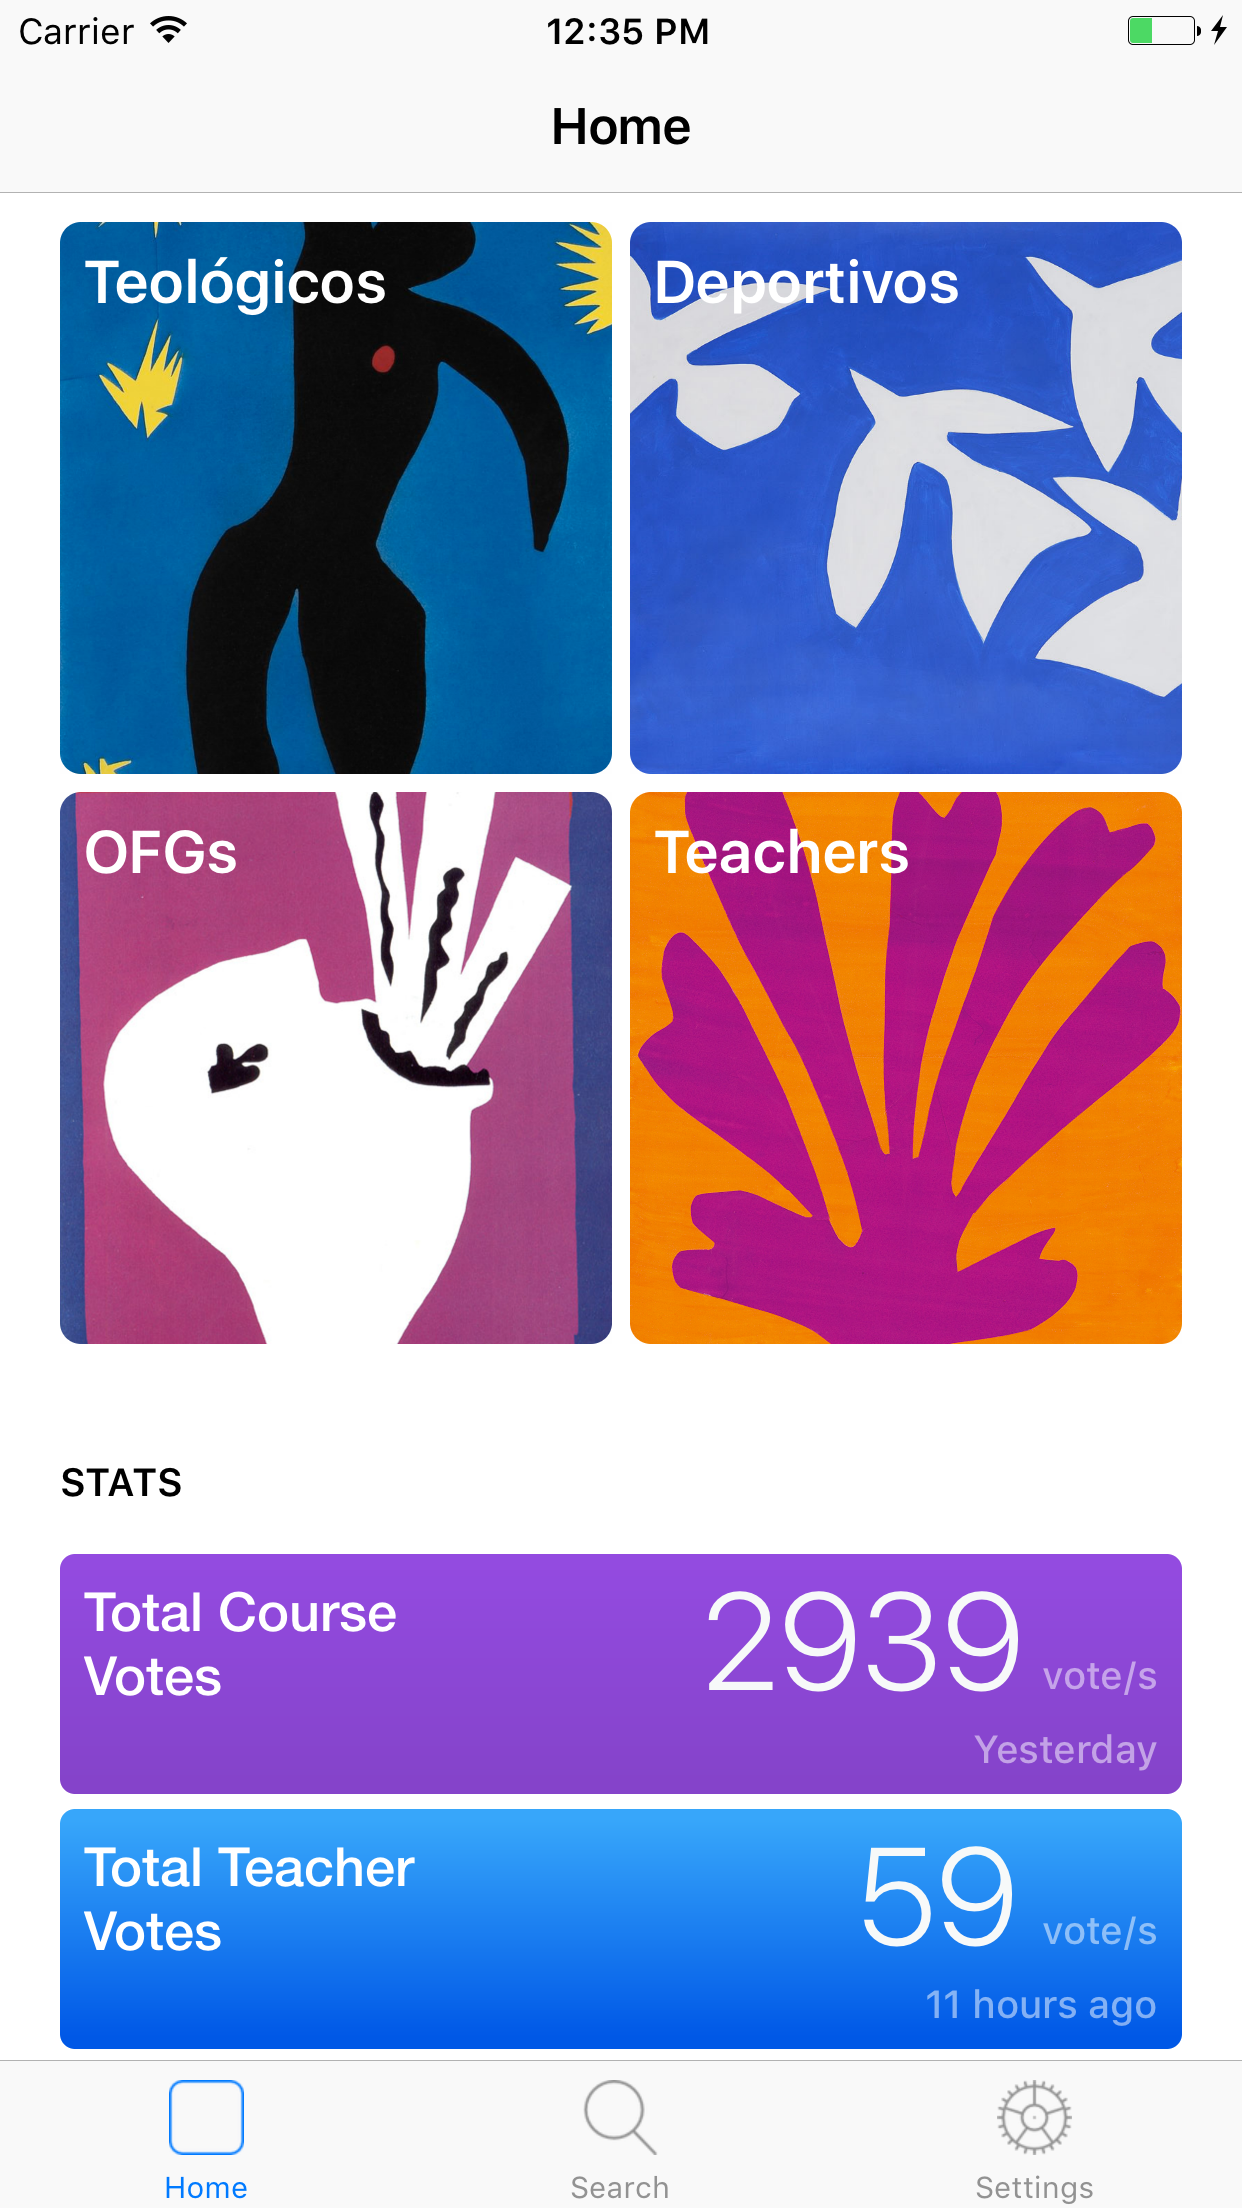 Carrier 12:35 PM
Home
Teológicos
Deportivos
OFGs
Teachers
STATS
Total Course
Votes
2939 vote/s
Yesterday
Total Teacher
Votes
59 vote/s
11 hours ago
Home
Search
Settings